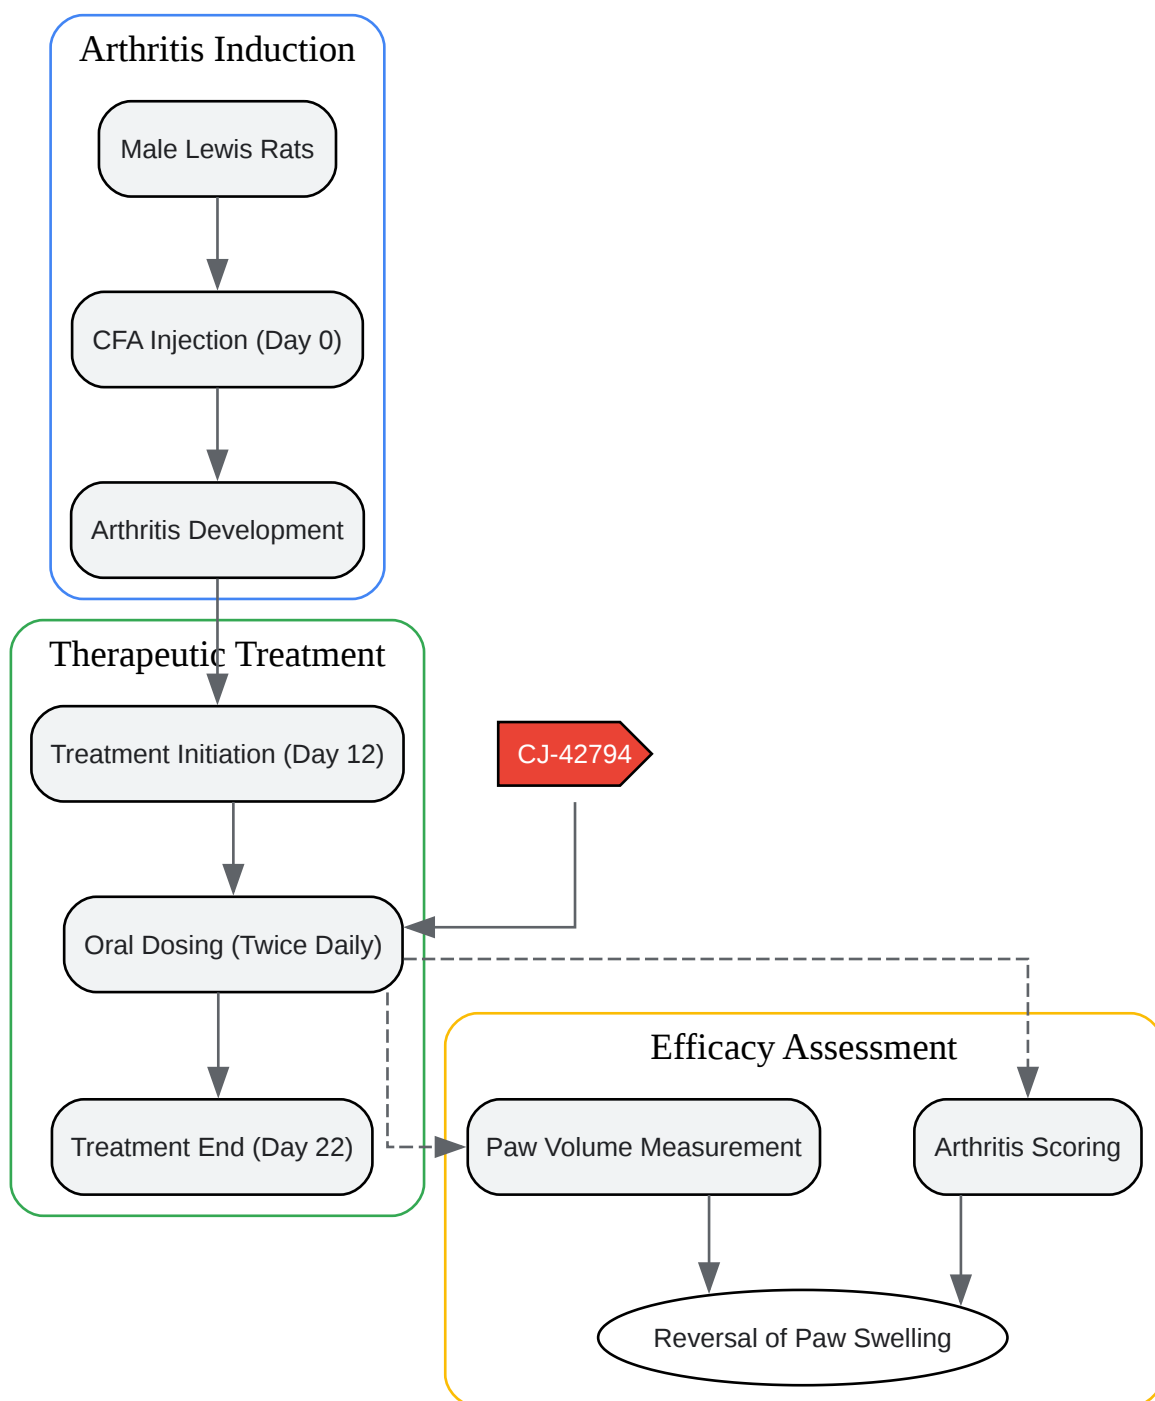 Arthritis Induction
Male Lewis Rats
CFA Injection (Day 0)
Arthritis Development
Therapeutic Treatment
Treatment Initiation (Day 12)
CJ-42794
Oral Dosing (Twice Daily)
Treatment End (Day 22)
Efficacy Assessment
Paw Volume Measurement
Arthritis Scoring
Reversal of Paw Swelling